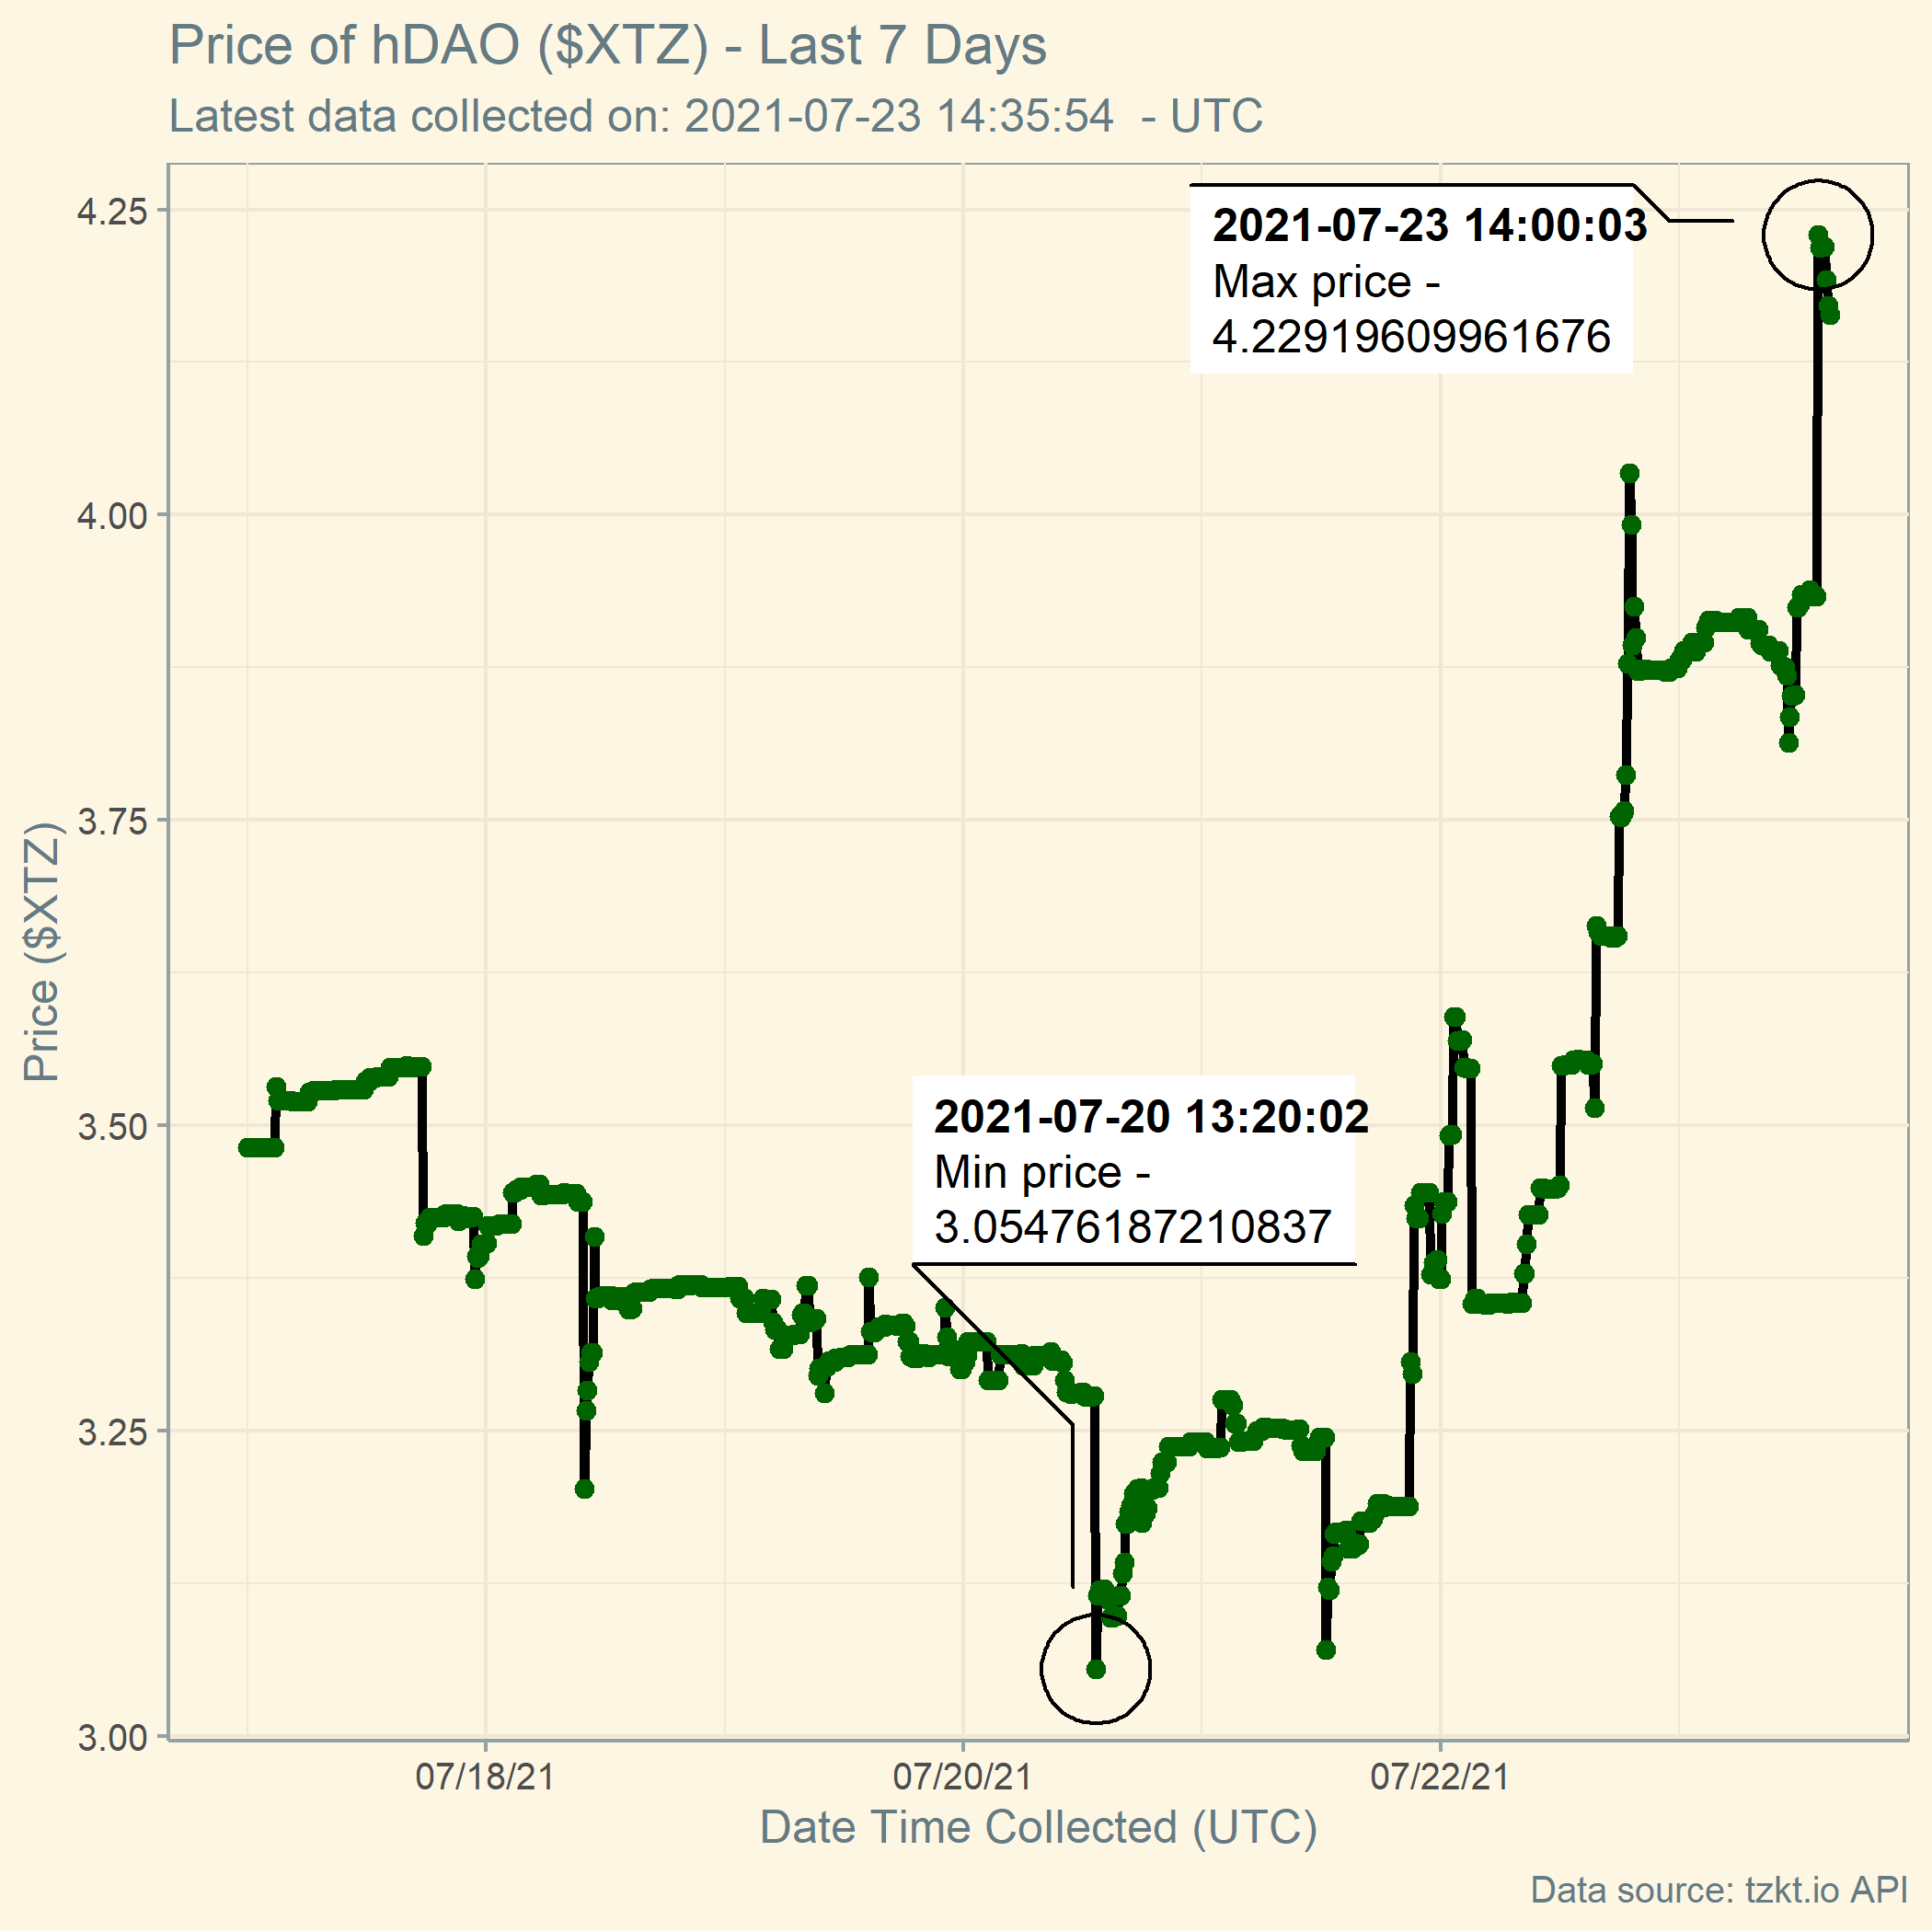 Price of hDAO ($XTZ) - Last 7 Days
Latest data collected on: 2021-07-23 14:35:54  - UTC
4.25
4.00
3.75
3.50
3.25
3.00
Price ($XTZ)
2021-07-23 14:00:03
Max price -
4.22919609961676
2021-07-20 13:20:02
Min price -
3.05476187210837
07/18/21
07/20/21
07/22/21
Date Time Collected (UTC)
Data source: tzkt.io API